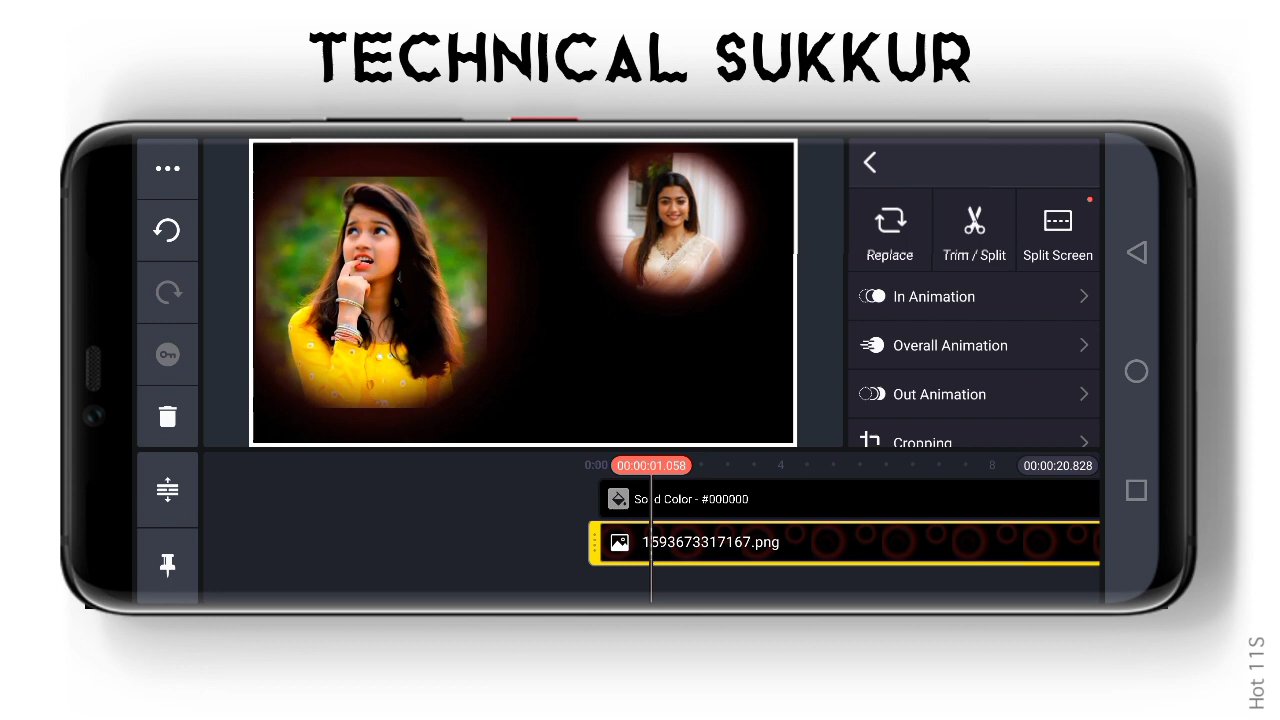 TECHNICAL SUKKUR
Replace
Trim / Split
Split Screen
In Animation
Overall Animation
Out Animation
Cropping
0:00
00:00:01.058
4
8
00:00:20.828
Solid Color - #000000
1593673317167.png
Hot 11S